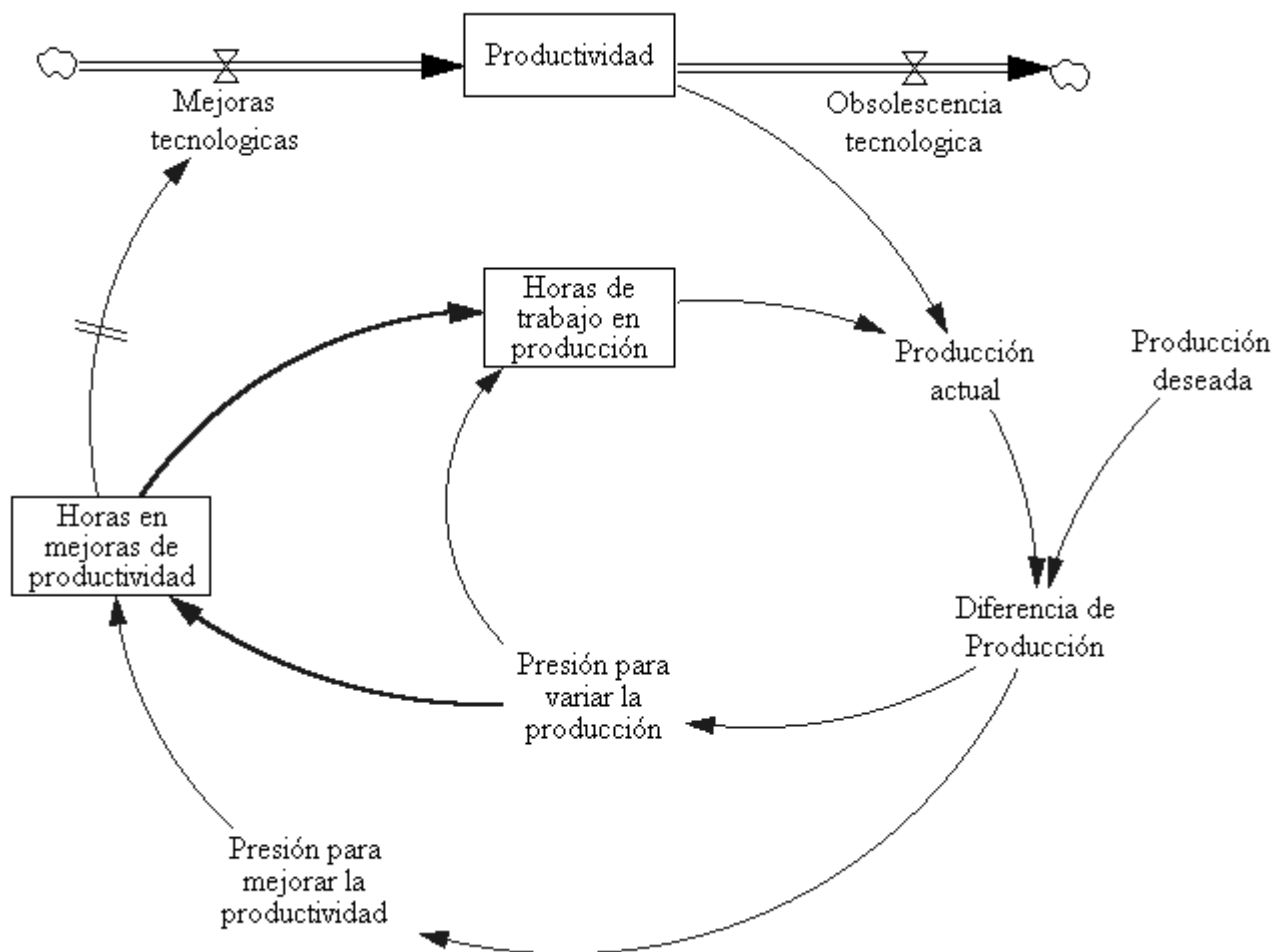 Productividad
Mejoras
tecnologicas
Obsolescencia
tecnologica
Horas de
trabajo en
producción
Producción
actual
Producción
deseada
Horas en
mejoras de
productividad
Diferencia de
Producción
Presión para
variar la
producción
Presión para
mejorar la
productividad